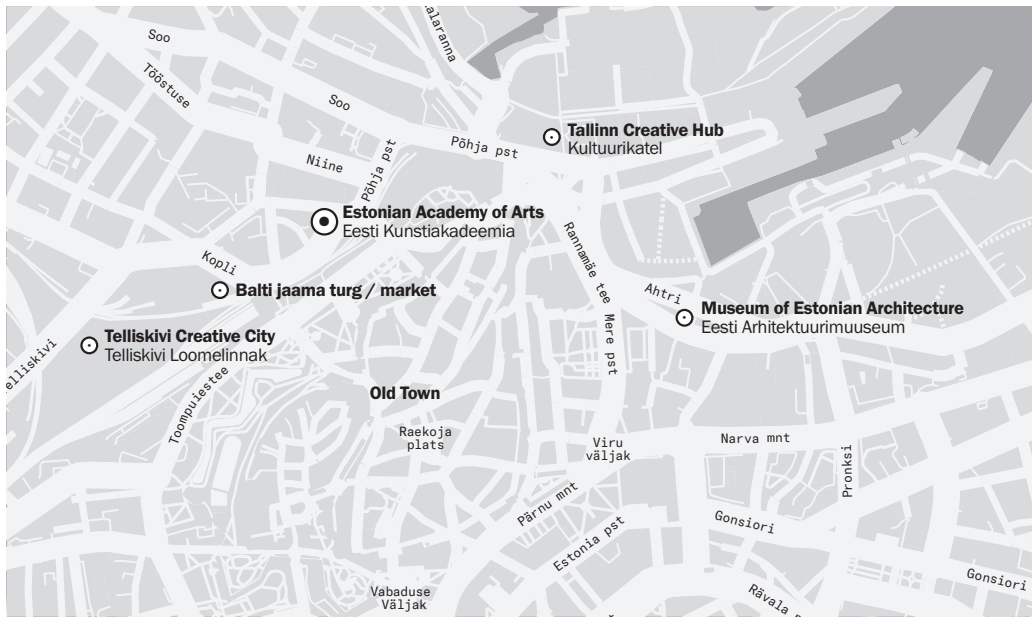 Soo
Tööstuse
Soo
Põhja pst
Põhja pst
Niine
Tallinn Creative Hub
Kultuurikatel
Estonian Academy of Arts
Eesti Kunstiakadeemia
Kopli
Balti jaama turg / market
Rannamäe tee
Mere pst
Ahtri
Museum of Estonian Architecture
Eesti Arhitektuurimuuseum
Telliskivi Creative City
Telliskivi Loomelinnak
elliskivi
Toompuiestee
Old Town
Raekoja
plats
Viru
väljak
Narva mnt
Pronksi
Pärnu mnt
Estonia pst
Gonsiori
Gonsiori
Vabaduse
Väljak
Rävala
alaranna